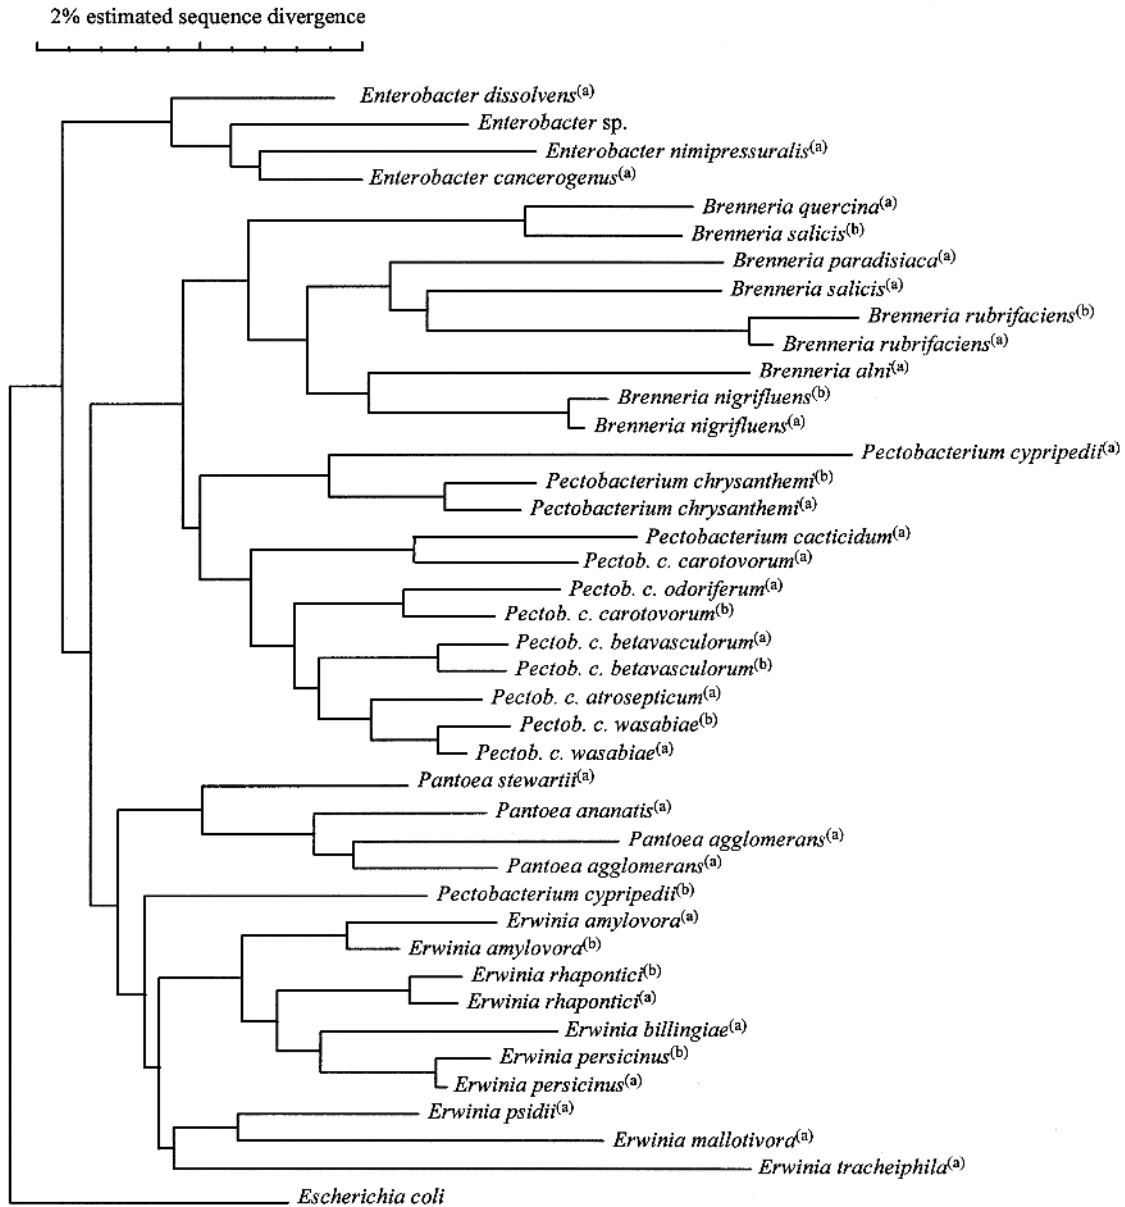 2% estimated sequence divergence
Enterobacter dissolvens(a)
Enterobacter sp.
Enterobacter nimipressuralis(a)
Enterobacter cancerogenus(a)
Brenneria quercina(a)
Brenneria salicis(b)
Brenneria paradisiaca(a)
Brenneria salicis(a)
Brenneria rubrifaciens(b)
Brenneria rubrifaciens(a)
Brenneria alni(a)
Brenneria nigrifluens(b)
Brenneria nigrifluens(a)
Pectobacterium cypripedii(a)
Pectobacterium chrysanthemi(b)
Pectobacterium chrysanthemi(a)
Pectobacterium cacticidum(a)
Pectob. c. carotovorum(a)
Pectob. c. odoriferum(a)
Pectob. c. carotovorum(b)
Pectob. c. betavasculorum(a)
Pectob. c. betavasculorum(b)
Pectob. c. atrosepticum(a)
Pectob. c. wasabiae(b)
Pectob. c. wasabiae(a)
Pantoea stewartii(a)
Pantoea ananatis(a)
Pantoea agglomerans(a)
Pantoea agglomerans(a)
Pectobacterium cypripedii(b)
Erwinia amylovora(a)
Erwinia amylovora(b)
Erwinia rhapontici(b)
Erwinia rhapontici(a)
Erwinia billingiae(a)
Erwinia persicinus(b)
Erwinia persicinus(a)
Erwinia psidii(a)
Erwinia mallotivora(a)
Erwinia tracheiphila(a)
Escherichia coli